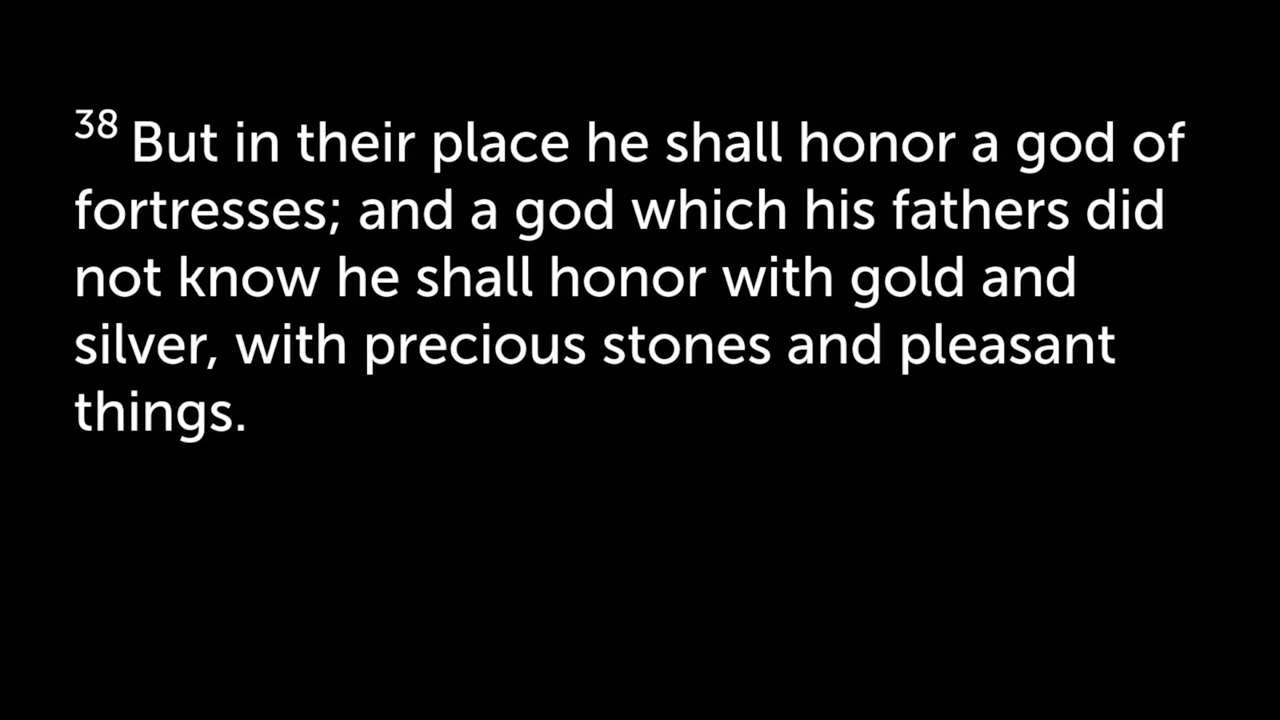 38 But in their place he shall honor a god of
fortresses; and a god which his fathers did
not know he shall honor with gold and
silver, with precious stones and pleasant
things.